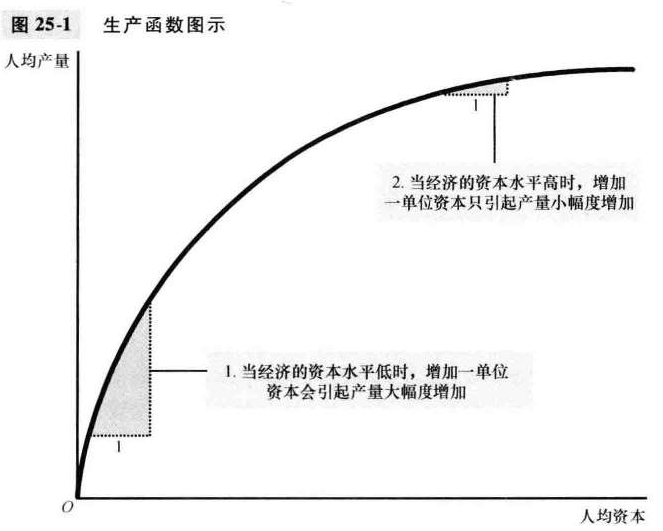 图 25-1 生产函数图示
人均产量
1
2. 当经济的资本水平高时，增加
一单位资本只引起产量小幅度增加
1. 当经济的资本水平低时，增加一单位
资本会引起产量大幅度增加
1
O
人均资本